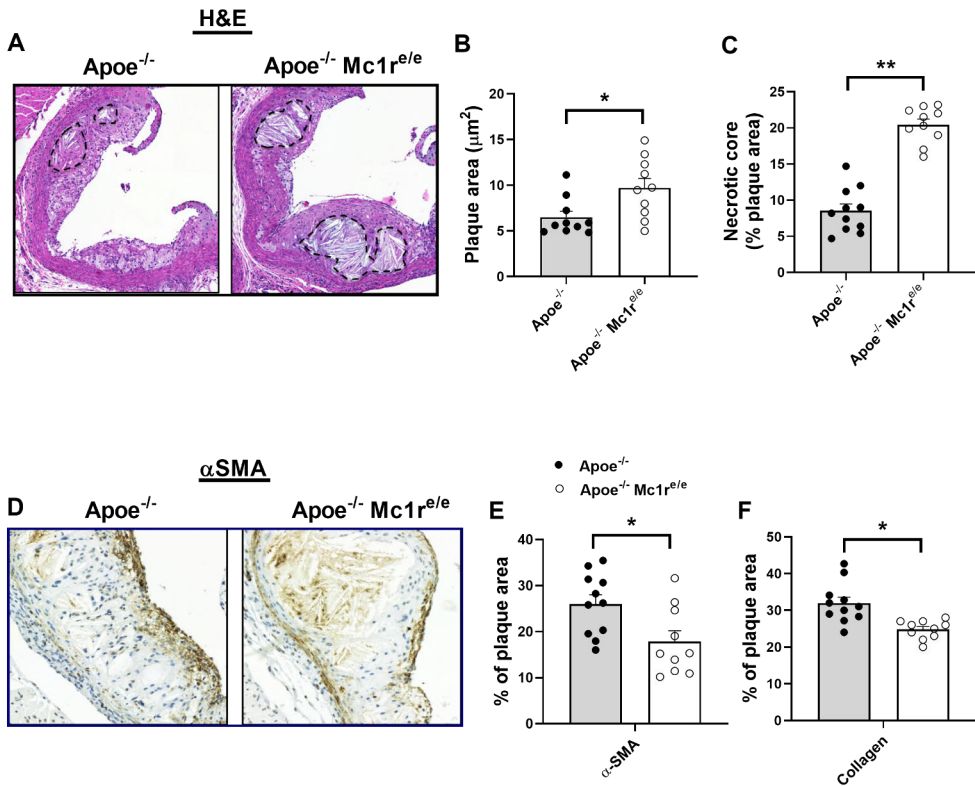 H&E
A
Apoe-/-
Apoe-/- Mc1re/e
B
Plaque area (μm2)
20
15
10
5
0
*
Apoe-/-
Apoe-/- Mc1re/e
C
Necrotic core
(% plaque area)
25
20
15
10
5
0
**
Apoe-/-
Apoe-/- Mc1re/e
αSMA
D
Apoe-/-
Apoe-/- Mc1re/e
Apoe-/-
Apoe-/- Mc1re/e
E
% of plaque area
40
30
20
10
0
*
α-SMA
F
% of plaque area
50
40
30
20
10
0
*
Collagen